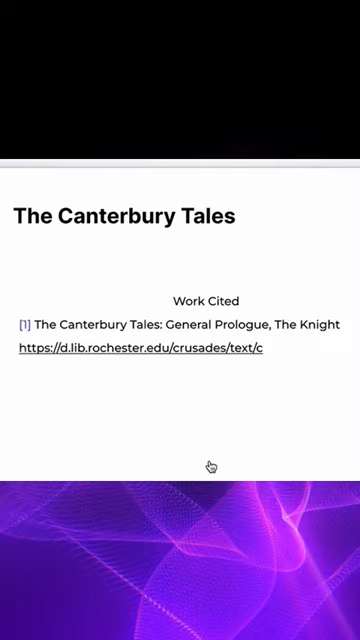 The Canterbury Tales
Work Cited
[1] The Canterbury Tales: General Prologue, The Knight
https://d.lib.rochester.edu/crusades/text/c